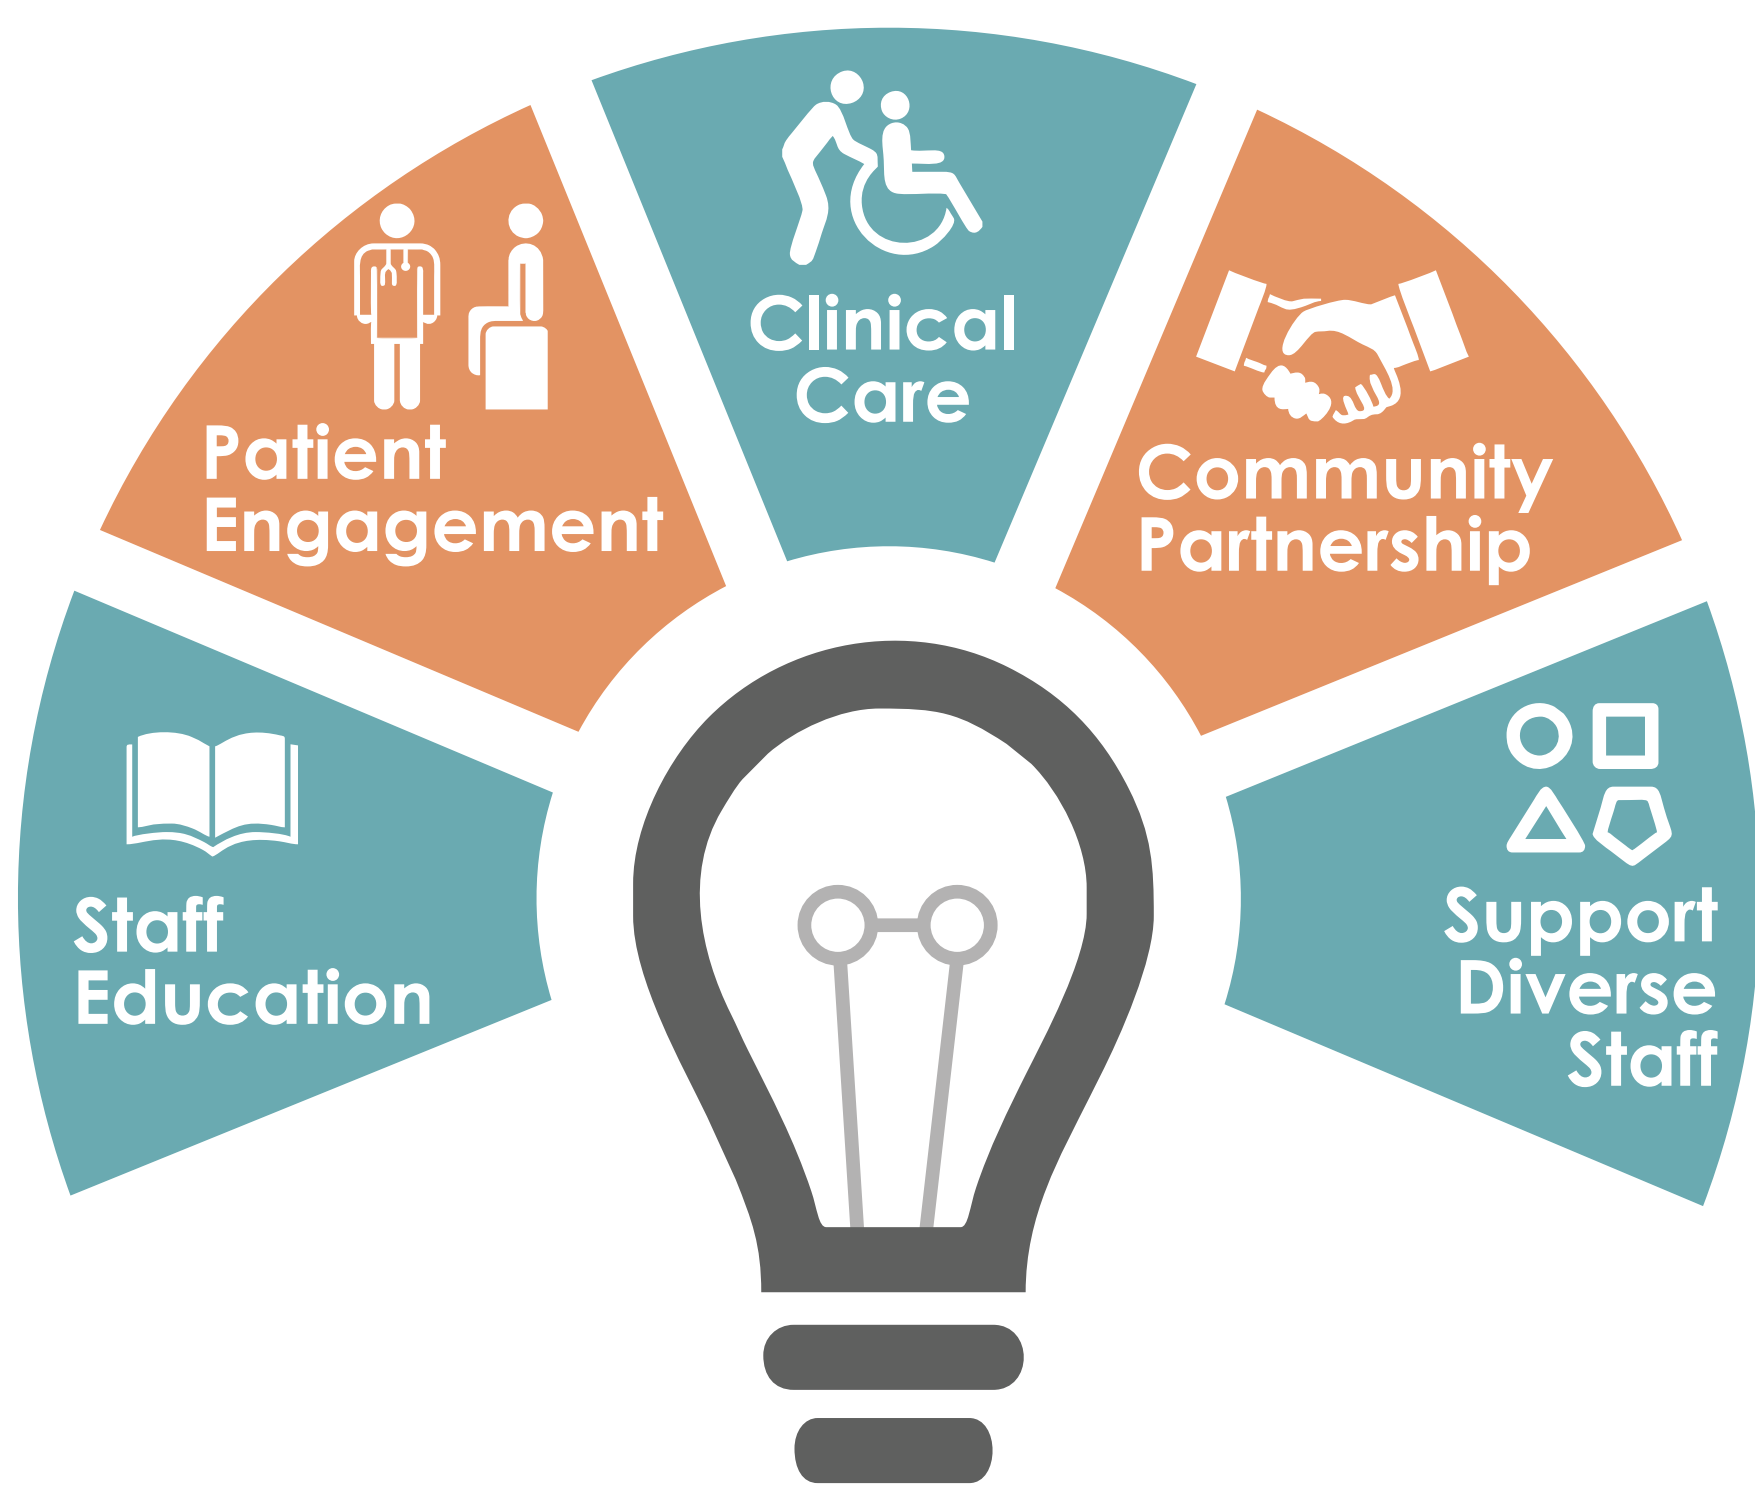 Staff
Education
Patient
Engagement
Clinical
Care
Community
Partnership
Support
Diverse
Staff